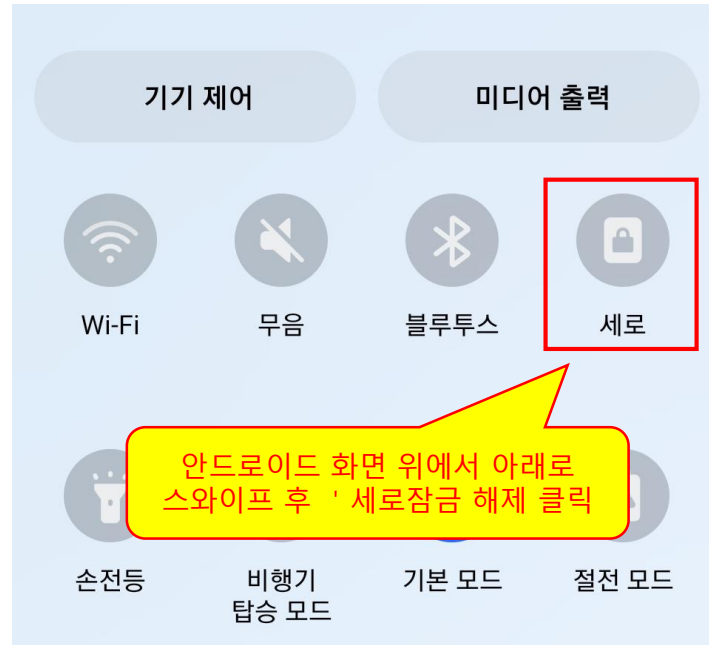 기기 제어
미디어 출력
Wi-Fi
무음
블루투스
세로
안드로이드 화면 위에서 아래로
스와이프 후 ' 세로잠금 해제 클릭
손전등
비행기
탑승 모드
기본 모드
절전 모드